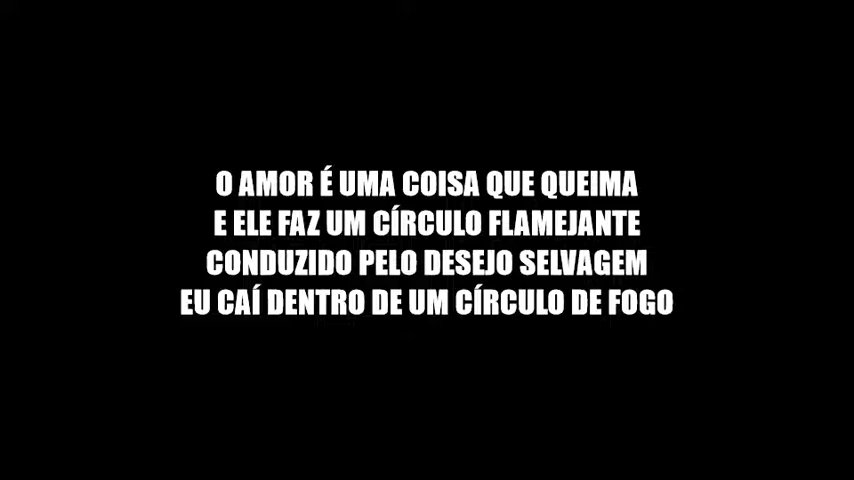 O AMOR É UMA COISA QUE QUEIMA
E ELE FAZ UM CÍRCULO FLAMEJANTE
CONDUZIDO PELO DESEJO SELVAGEM
EU CAÍ DENTRO DE UM CÍRCULO DE FOGO